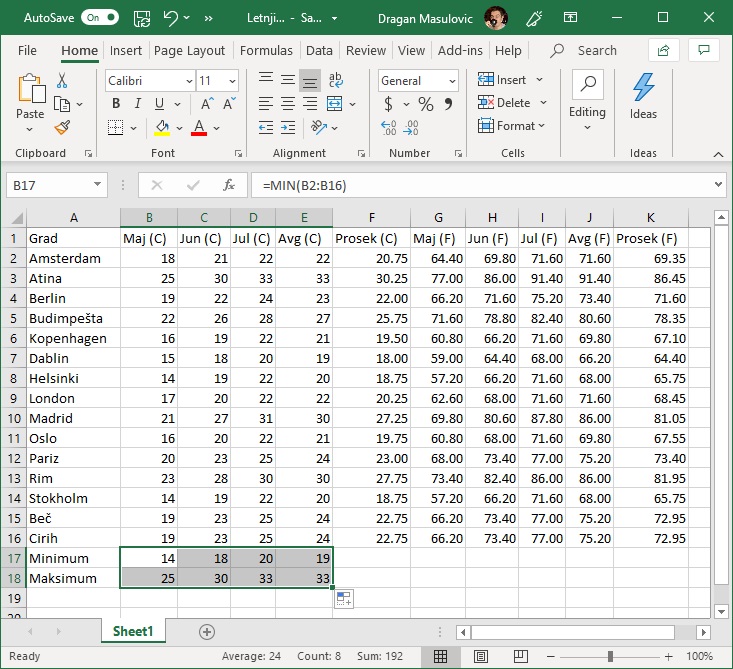 AutoSave On » Letnji... - Sa... Dragan Masulovic
File Home Insert Page Layout Formulas Data Review View Add-ins Help Search
Paste Calibri 11 ab c General Insert Editing Ideas
B I U A A $ % 9 Delete
A .00 .00 Format
Clipboard Font Alignment Number Cells Ideas
B17 fx =MIN(B2:B16)
A B C D E F G H I J K
1 Grad Maj (C) Jun (C) Jul (C) Avg (C) Prosek (C) Maj (F) Jun (F) Jul (F) Avg (F) Prosek (F)
2 Amsterdam 18 21 22 22 20.75 64.40 69.80 71.60 71.60 69.35
3 Atina 25 30 33 33 30.25 77.00 86.00 91.40 91.40 86.45
4 Berlin 19 22 24 23 22.00 66.20 71.60 75.20 73.40 71.60
5 Budimpešta 22 26 28 27 25.75 71.60 78.80 82.40 80.60 78.35
6 Kopenhagen 16 19 22 21 19.50 60.80 66.20 71.60 69.80 67.10
7 Dablin 15 18 20 19 18.00 59.00 64.40 68.00 66.20 64.40
8 Helsinki 14 19 22 20 18.75 57.20 66.20 71.60 68.00 65.75
9 London 17 20 22 22 20.25 62.60 68.00 71.60 71.60 68.45
10 Madrid 21 27 31 30 27.25 69.80 80.60 87.80 86.00 81.05
11 Oslo 16 20 22 21 19.75 60.80 68.00 71.60 69.80 67.55
12 Pariz 20 23 25 24 23.00 68.00 73.40 77.00 75.20 73.40
13 Rim 23 28 30 30 27.75 73.40 82.40 86.00 86.00 81.95
14 Stokholm 14 19 22 20 18.75 57.20 66.20 71.60 68.00 65.75
15 Beč 19 23 25 24 22.75 66.20 73.40 77.00 75.20 72.95
16 Cirih 19 23 25 24 22.75 66.20 73.40 77.00 75.20 72.95
17 Minimum 14 18 20 19
18 Maksimum 25 30 33 33
19
20
Sheet1
Ready Average: 24 Count: 8 Sum: 192 100%